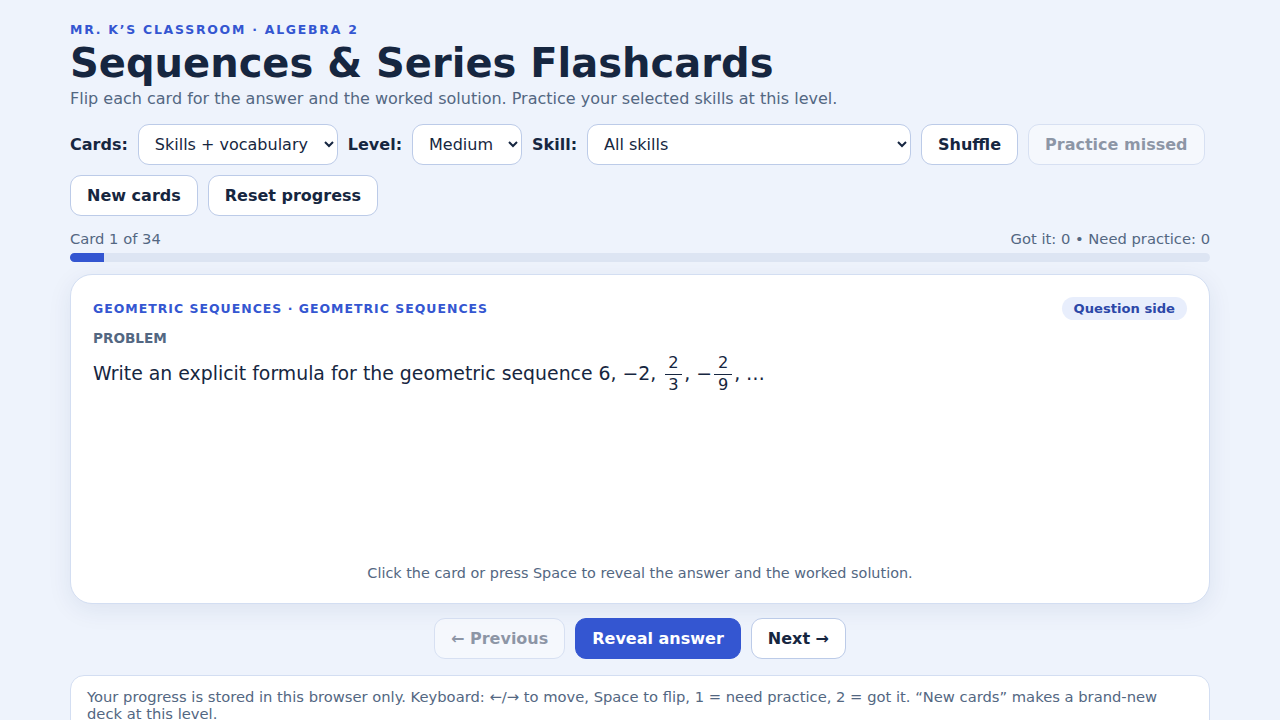 MR. K’S CLASSROOM · ALGEBRA 2
Sequences & Series Flashcards
Flip each card for the answer and the worked solution. Practice your selected skills at this level.
Cards: Skills + vocabulary Level: Medium Skill: All skills Shuffle Practice missed
New cards Reset progress
Card 1 of 34 Got it: 0 • Need practice: 0
GEOMETRIC SEQUENCES · GEOMETRIC SEQUENCES Question side
PROBLEM
Write an explicit formula for the geometric sequence 6, −2, 2/3, −2/9, …
Click the card or press Space to reveal the answer and the worked solution.
← Previous Reveal answer Next →
Your progress is stored in this browser only. Keyboard: ←/→ to move, Space to flip, 1 = need practice, 2 = got it. “New cards” makes a brand-new
deck at this level.